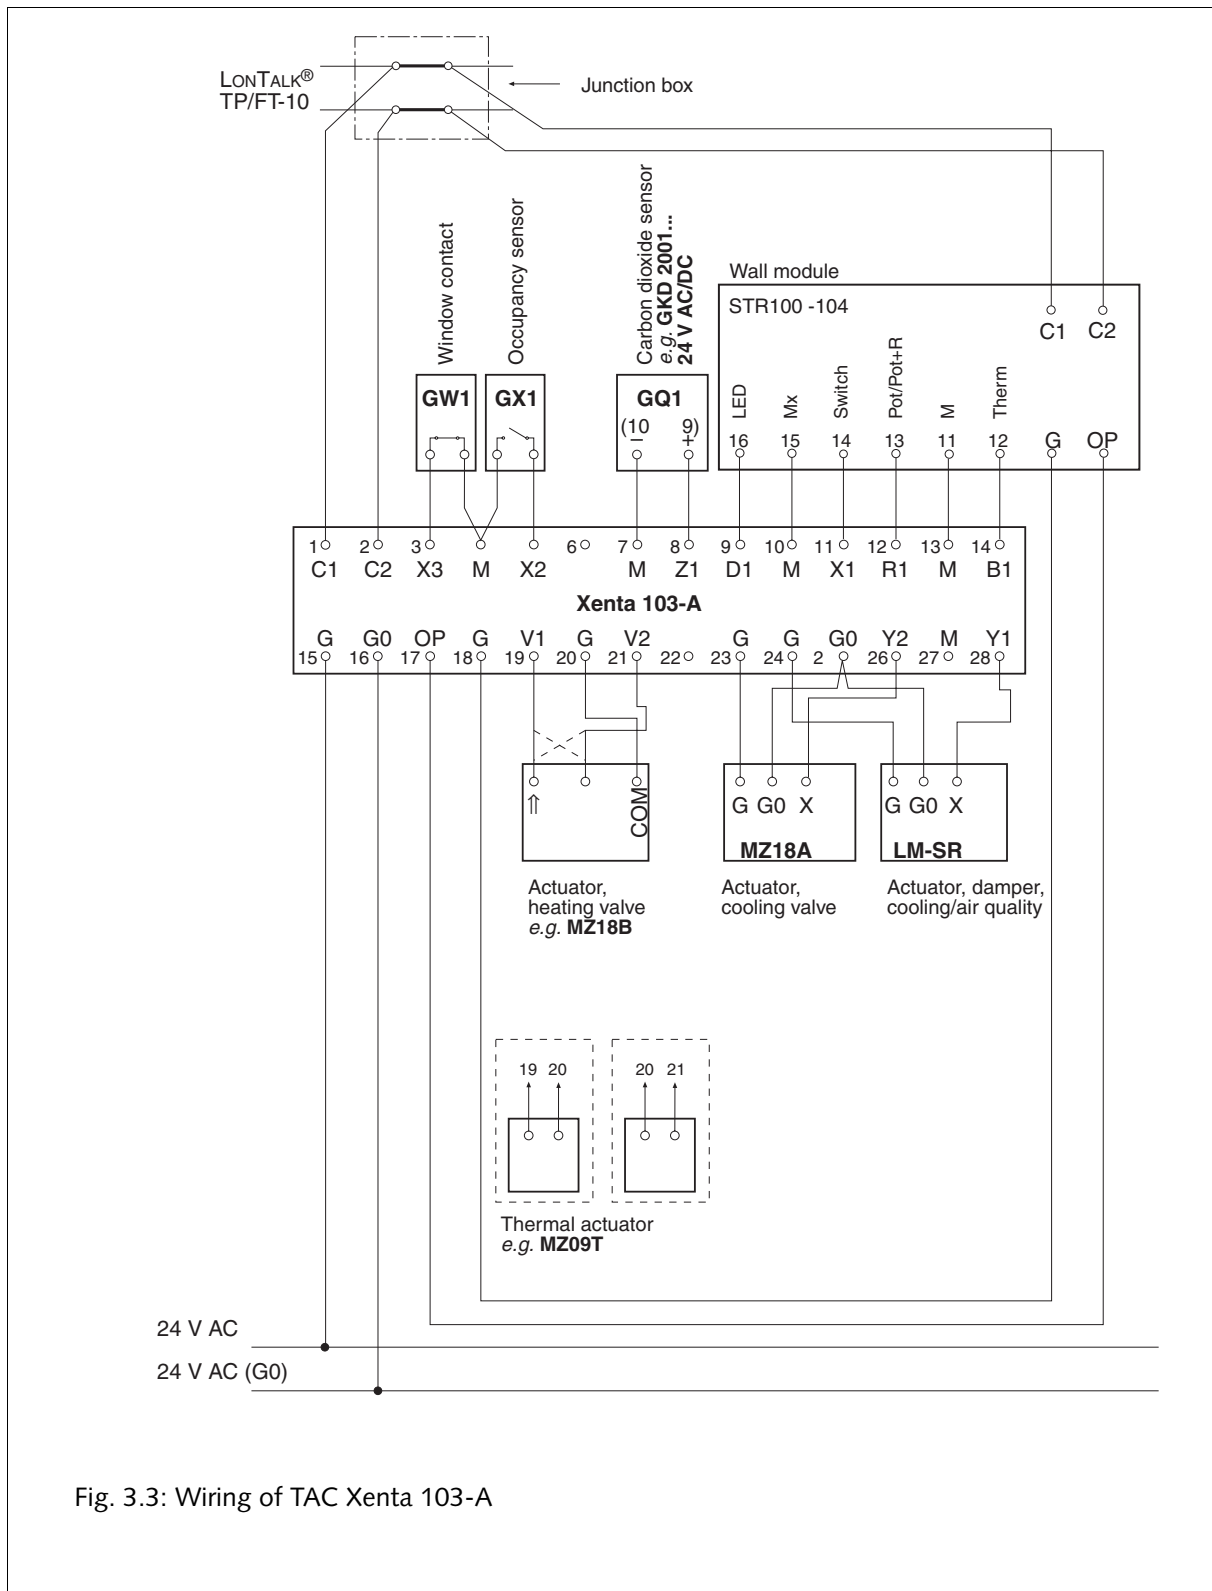 LONTALK®
TP/FT-10
Junction box
Window contact
Occupancy sensor
Carbon dioxide sensor
e.g. GKD 2001...
24 V AC/DC
Wall module
STR100 -104
C1 C2
LED Mx Switch Pot/Pot+R M Therm
GW1 GX1 GQ1
(10 9)
– +
16 15 14 13 11 12 G OP
1 2 3 6 7 8 9 10 11 12 13 14
C1 C2 X3 M X2 M Z1 D1 M X1 R1 M B1
Xenta 103-A
G G0 OP G V1 G V2 G G G0 Y2 M Y1
15 16 17 18 19 20 21 22 23 24 2 26 27 28
⇑ COM
G G0 X
MZ18A
G G0 X
LM-SR
Actuator,
heating valve
e.g. MZ18B
Actuator,
cooling valve
Actuator, damper,
cooling/air quality
19 20 20 21
Thermal actuator
e.g. MZ09T
24 V AC
24 V AC (G0)
Fig. 3.3: Wiring of TAC Xenta 103-A